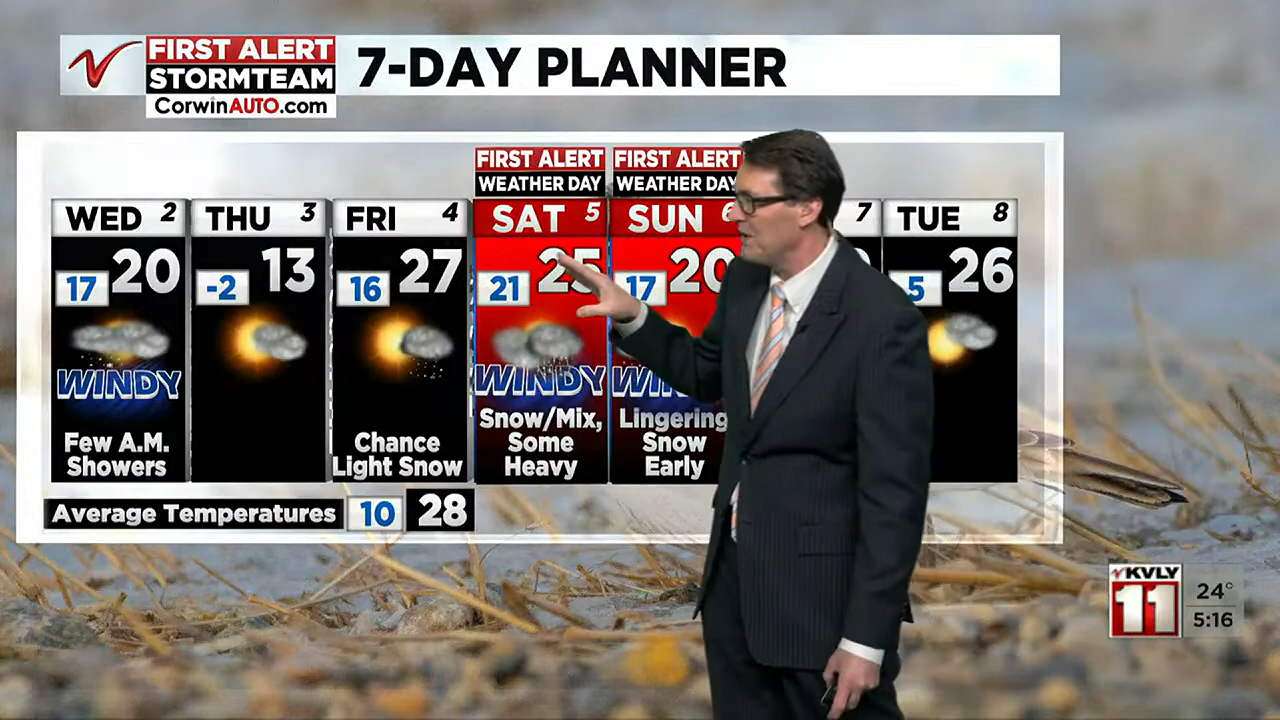 FIRST ALERT
STORMTEAM
CorwinAUTO.com
7-DAY PLANNER
FIRST ALERT
WEATHER DAY
FIRST ALERT
WEATHER DAY
WED 2
THU 3
FRI 4
SAT 5
SUN 6
7
TUE 8
17 20
-2 13
16 27
21 25
17 20
5 26
WINDY
WINDY
Few A.M.
Showers
Chance
Light Snow
Snow/Mix,
Some
Heavy
Lingering
Snow
Early
Average Temperatures 10 28
KVLY
11
24°
5:16